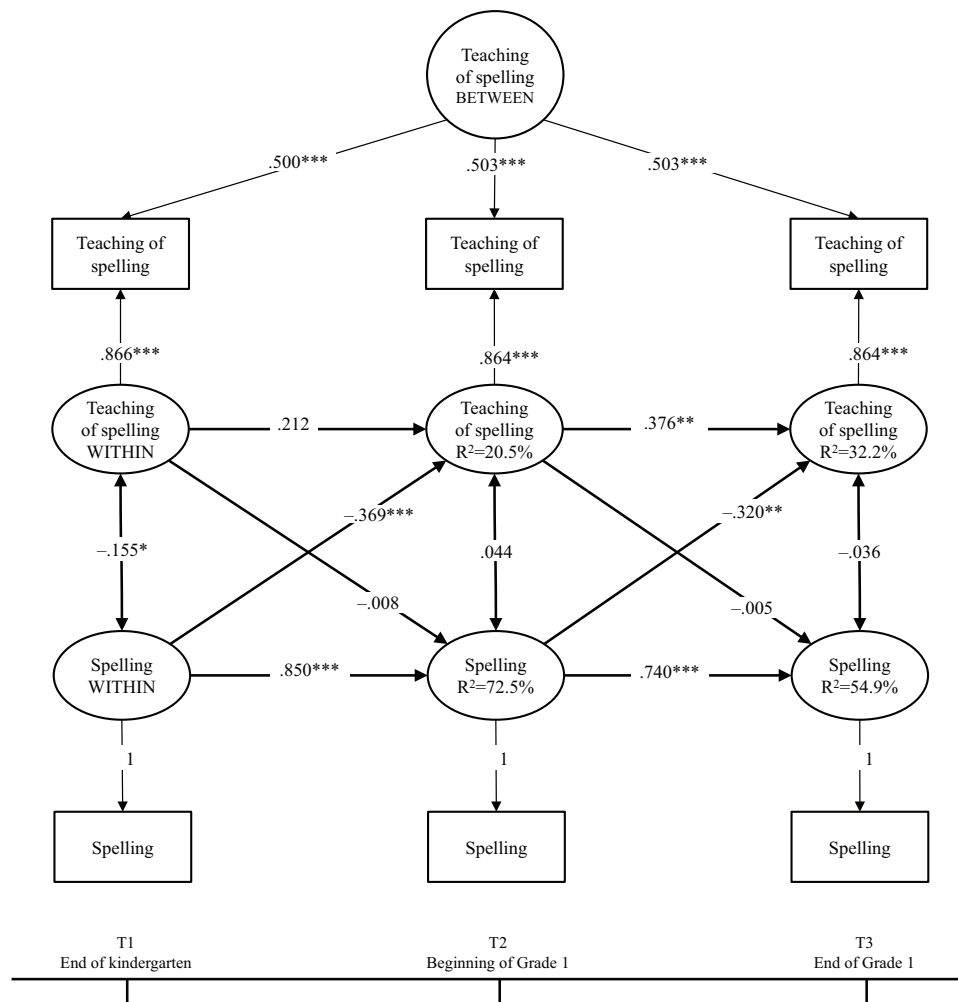 Teaching
of spelling
BETWEEN
.500***
.503***
.503***
Teaching of
spelling
Teaching of
spelling
Teaching of
spelling
.866***
.864***
.864***
Teaching
of spelling
WITHIN
.212
Teaching
of spelling
R²=20.5%
.376**
Teaching
of spelling
R²=32.2%
–.369***
–.320**
–.155*
.044
–.036
–.008
–.005
Spelling
WITHIN
.850***
Spelling
R²=72.5%
.740***
Spelling
R²=54.9%
1
1
1
Spelling
Spelling
Spelling
T1
End of kindergarten
T2
Beginning of Grade 1
T3
End of Grade 1